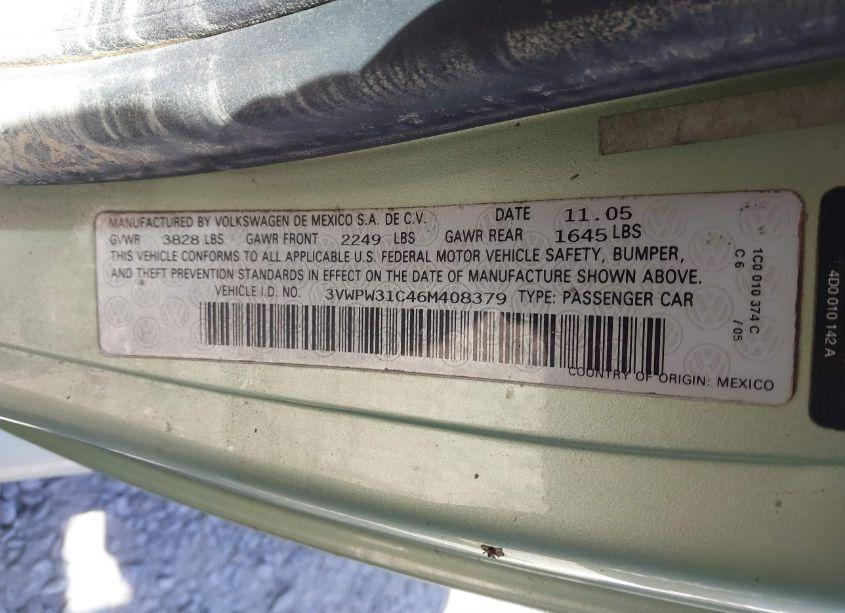 MANUFACTURED BY VOLKSWAGEN DE MEXICO S.A. DE C.V. DATE 11.05
GVWR 3828 LBS GAWR FRONT 2249 LBS GAWR REAR 1645 LBS
THIS VEHICLE CONFORMS TO ALL APPLICABLE U.S. FEDERAL MOTOR VEHICLE SAFETY, BUMPER,
AND THEFT PREVENTION STANDARDS IN EFFECT ON THE DATE OF MANUFACTURE SHOWN ABOVE.
VEHICLE I.D. NO. 3VWPW31C46M408379 TYPE: PASSENGER CAR
COUNTRY OF ORIGIN: MEXICO
1C0 010 374 C
C 6 /05
4D0 010 142 A